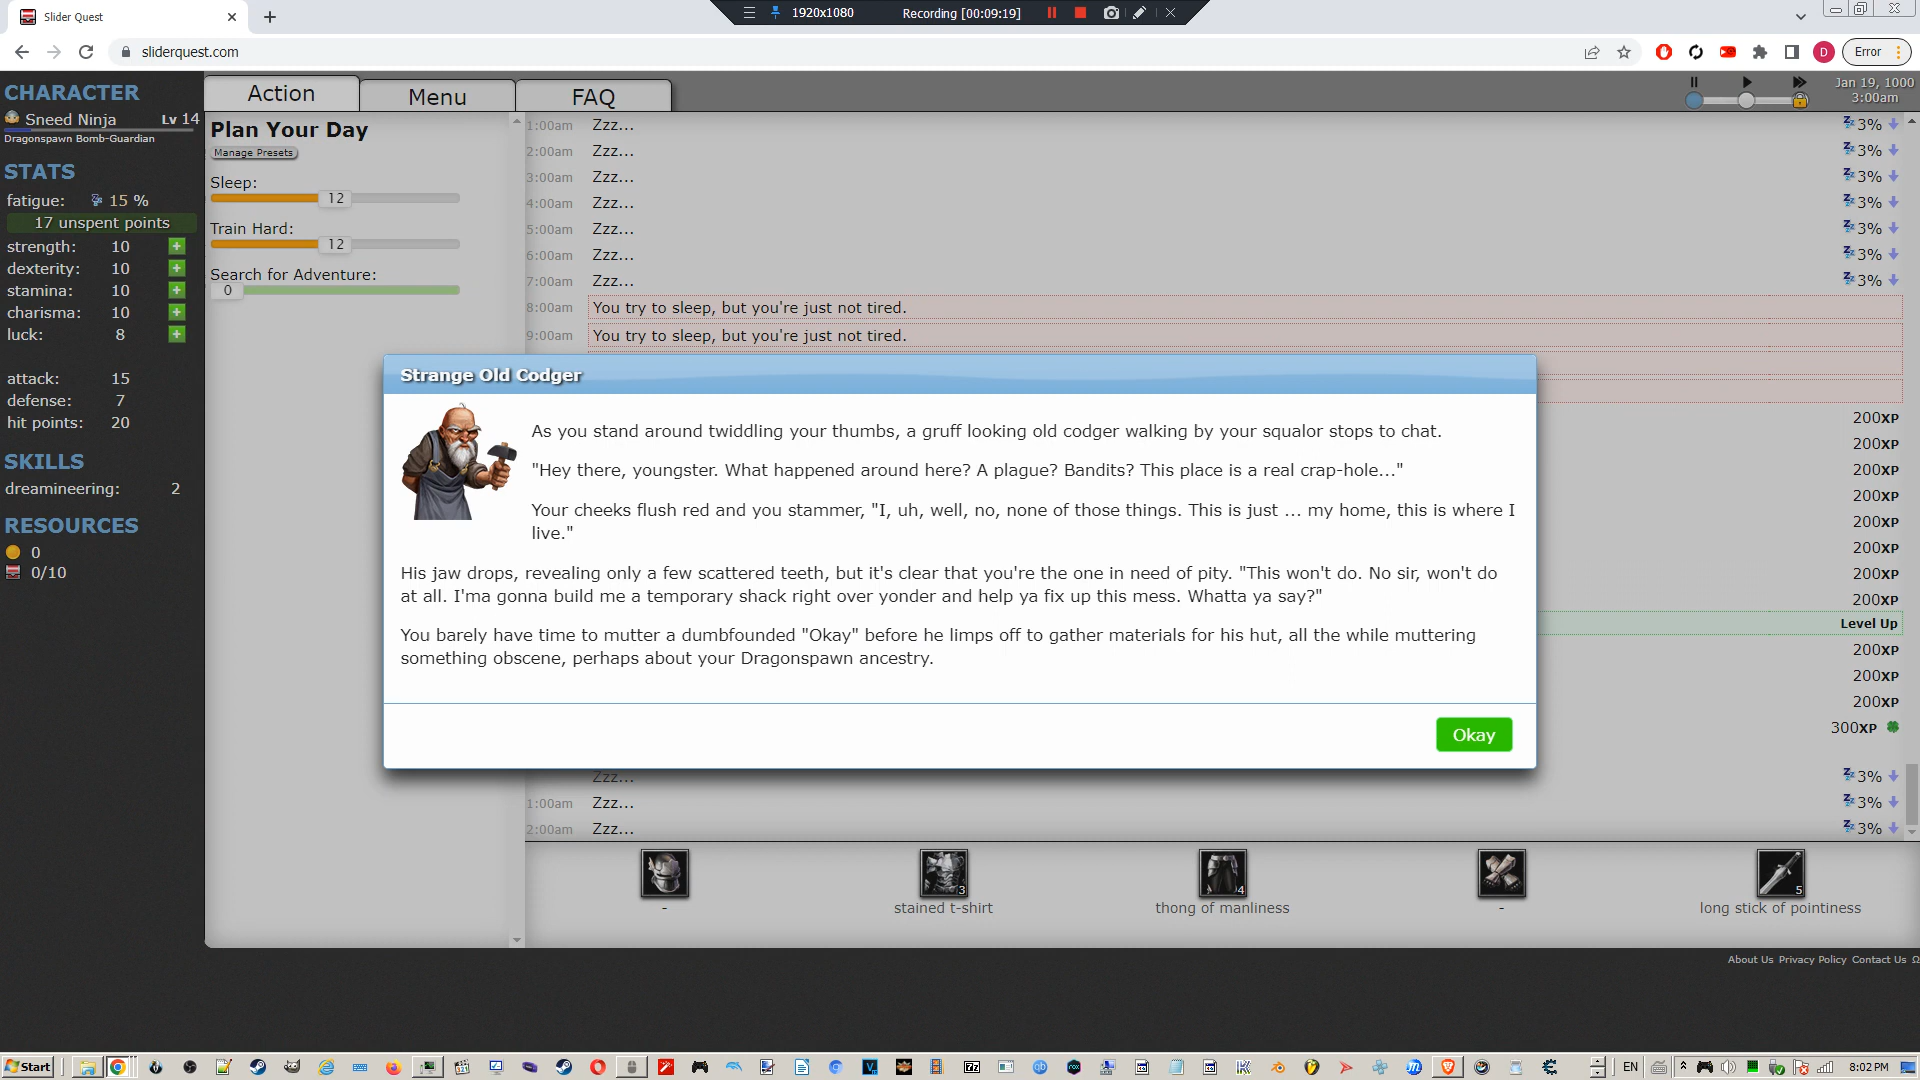 Slider Quest
1920x1080
Recording [00:09:19]
sliderquest.com
D
Error
CHARACTER
Sneed Ninja
Lv 14
Dragonspawn Bomb-Guardian
STATS
fatigue: 15 %
17 unspent points
strength: 10 +
dexterity: 10 +
stamina: 10 +
charisma: 10 +
luck: 8 +
attack: 15
defense: 7
hit points: 20
SKILLS
dreamineering: 2
RESOURCES
0
0/10
Action
Menu
FAQ
Jan 19, 1000
3:00am
Plan Your Day
Manage Presets
Sleep:
12
Train Hard:
12
Search for Adventure:
0
1:00am Zzz... 3%
2:00am Zzz... 3%
3:00am Zzz... 3%
4:00am Zzz... 3%
5:00am Zzz... 3%
6:00am Zzz... 3%
7:00am Zzz... 3%
8:00am You try to sleep, but you're just not tired.
9:00am You try to sleep, but you're just not tired.
Strange Old Codger
As you stand around twiddling your thumbs, a gruff looking old codger walking by your squalor stops to chat.
"Hey there, youngster. What happened around here? A plague? Bandits? This place is a real crap-hole..."
Your cheeks flush red and you stammer, "I, uh, well, no, none of those things. This is just ... my home, this is where I
live."
His jaw drops, revealing only a few scattered teeth, but it's clear that you're the one in need of pity. "This won't do. No sir, won't do
at all. I'ma gonna build me a temporary shack right over yonder and help ya fix up this mess. Whatta ya say?"
You barely have time to mutter a dumbfounded "Okay" before he limps off to gather materials for his hut, all the while muttering
something obscene, perhaps about your Dragonspawn ancestry.
Okay
200XP
200XP
200XP
200XP
200XP
200XP
200XP
200XP
Level Up
200XP
200XP
200XP
300XP
Zzz... 3%
1:00am Zzz... 3%
2:00am Zzz... 3%
-
3
stained t-shirt
4
thong of manliness
-
5
long stick of pointiness
About Us Privacy Policy Contact Us
Start
EN
8:02 PM